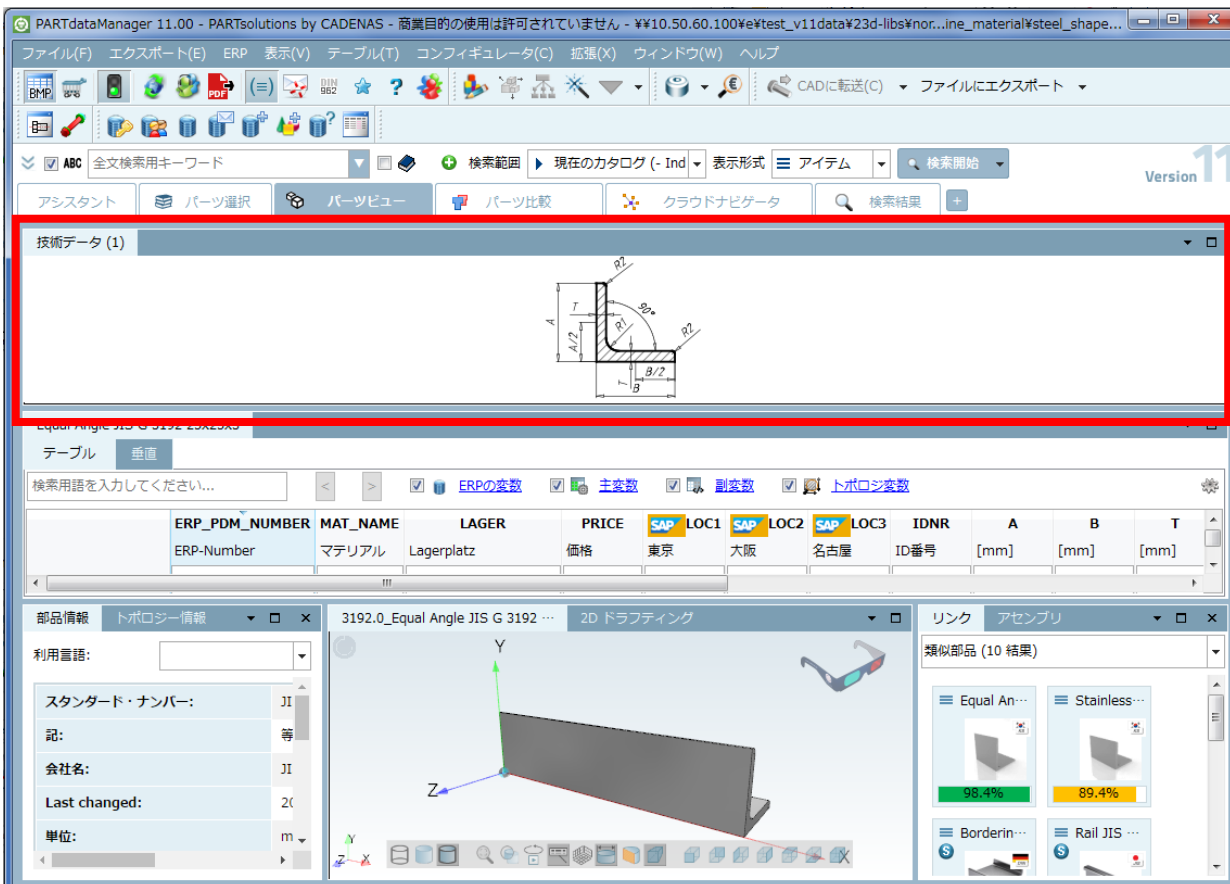 PARTdataManager 11.00 - PARTsolutions by CADENAS - 商業目的の使用は許可されていません - ¥¥10.50.60.100¥e¥test_v11data¥23d-libs¥nor...ine_material¥steel_shape...
ファイル(F) エクスポート(E) ERP 表示(V) テーブル(T) コンフィギュレータ(C) 拡張(X) ウィンドウ(W) ヘルプ
BMP PDF (=) DIN 962 ? CADに転送(C) ファイルにエクスポート
ABC 全文検索用キーワード 検索範囲 現在のカタログ (- Ind 表示形式 アイテム 検索開始
Version 11
アシスタント パーツ選択 パーツビュー パーツ比較 クラウドナビゲータ 検索結果 +
技術データ (1)
R2
T 90°
A A/2 R1 R2
B/2
T B
Equal Angle JIS G 3192 25x25x3
テーブル 垂直
検索用語を入力してください... < > ERPの変数 主変数 副変数 トポロジ変数
ERP_PDM_NUMBER MAT_NAME LAGER PRICE SAP LOC1 SAP LOC2 SAP LOC3 IDNR A B T
ERP-Number マテリアル Lagerplatz 価格 東京 大阪 名古屋 ID番号 [mm] [mm] [mm]
部品情報 トポロジー情報 3192.0_Equal Angle JIS G 3192 … 2D ドラフティング リンク アセンブリ
利用言語:
スタンダード・ナンバー: JI
記: 等
会社名: JI
Last changed: 20
単位: m
Y
Z
Y
Z X
類似部品 (10 結果)
Equal An… Stainless…
98.4% 89.4%
Borderin… Rail JIS …
S S